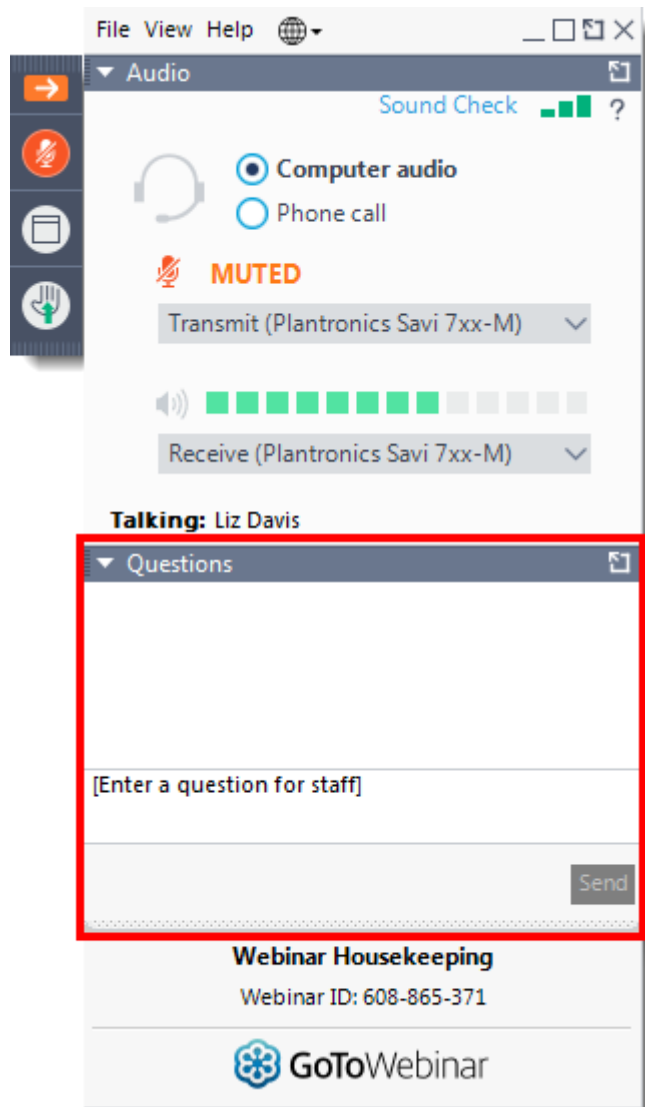 File View Help
Audio
Sound Check ?
Computer audio
Phone call
MUTED
Transmit (Plantronics Savi 7xx-M)
Receive (Plantronics Savi 7xx-M)
Talking: Liz Davis
Questions
[Enter a question for staff]
Send
Webinar Housekeeping
Webinar ID: 608-865-371
GoToWebinar